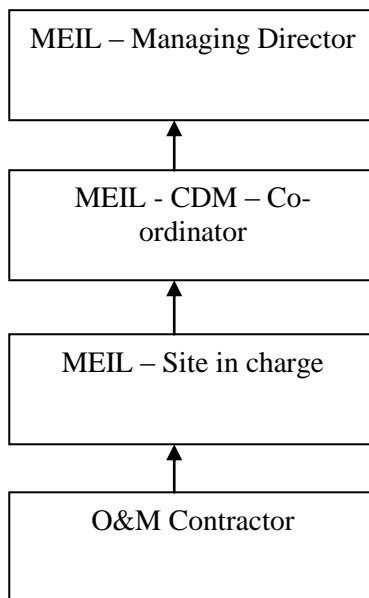 MEIL – Managing Director
MEIL - CDM – Co-
ordinator
MEIL – Site in charge
O&M Contractor